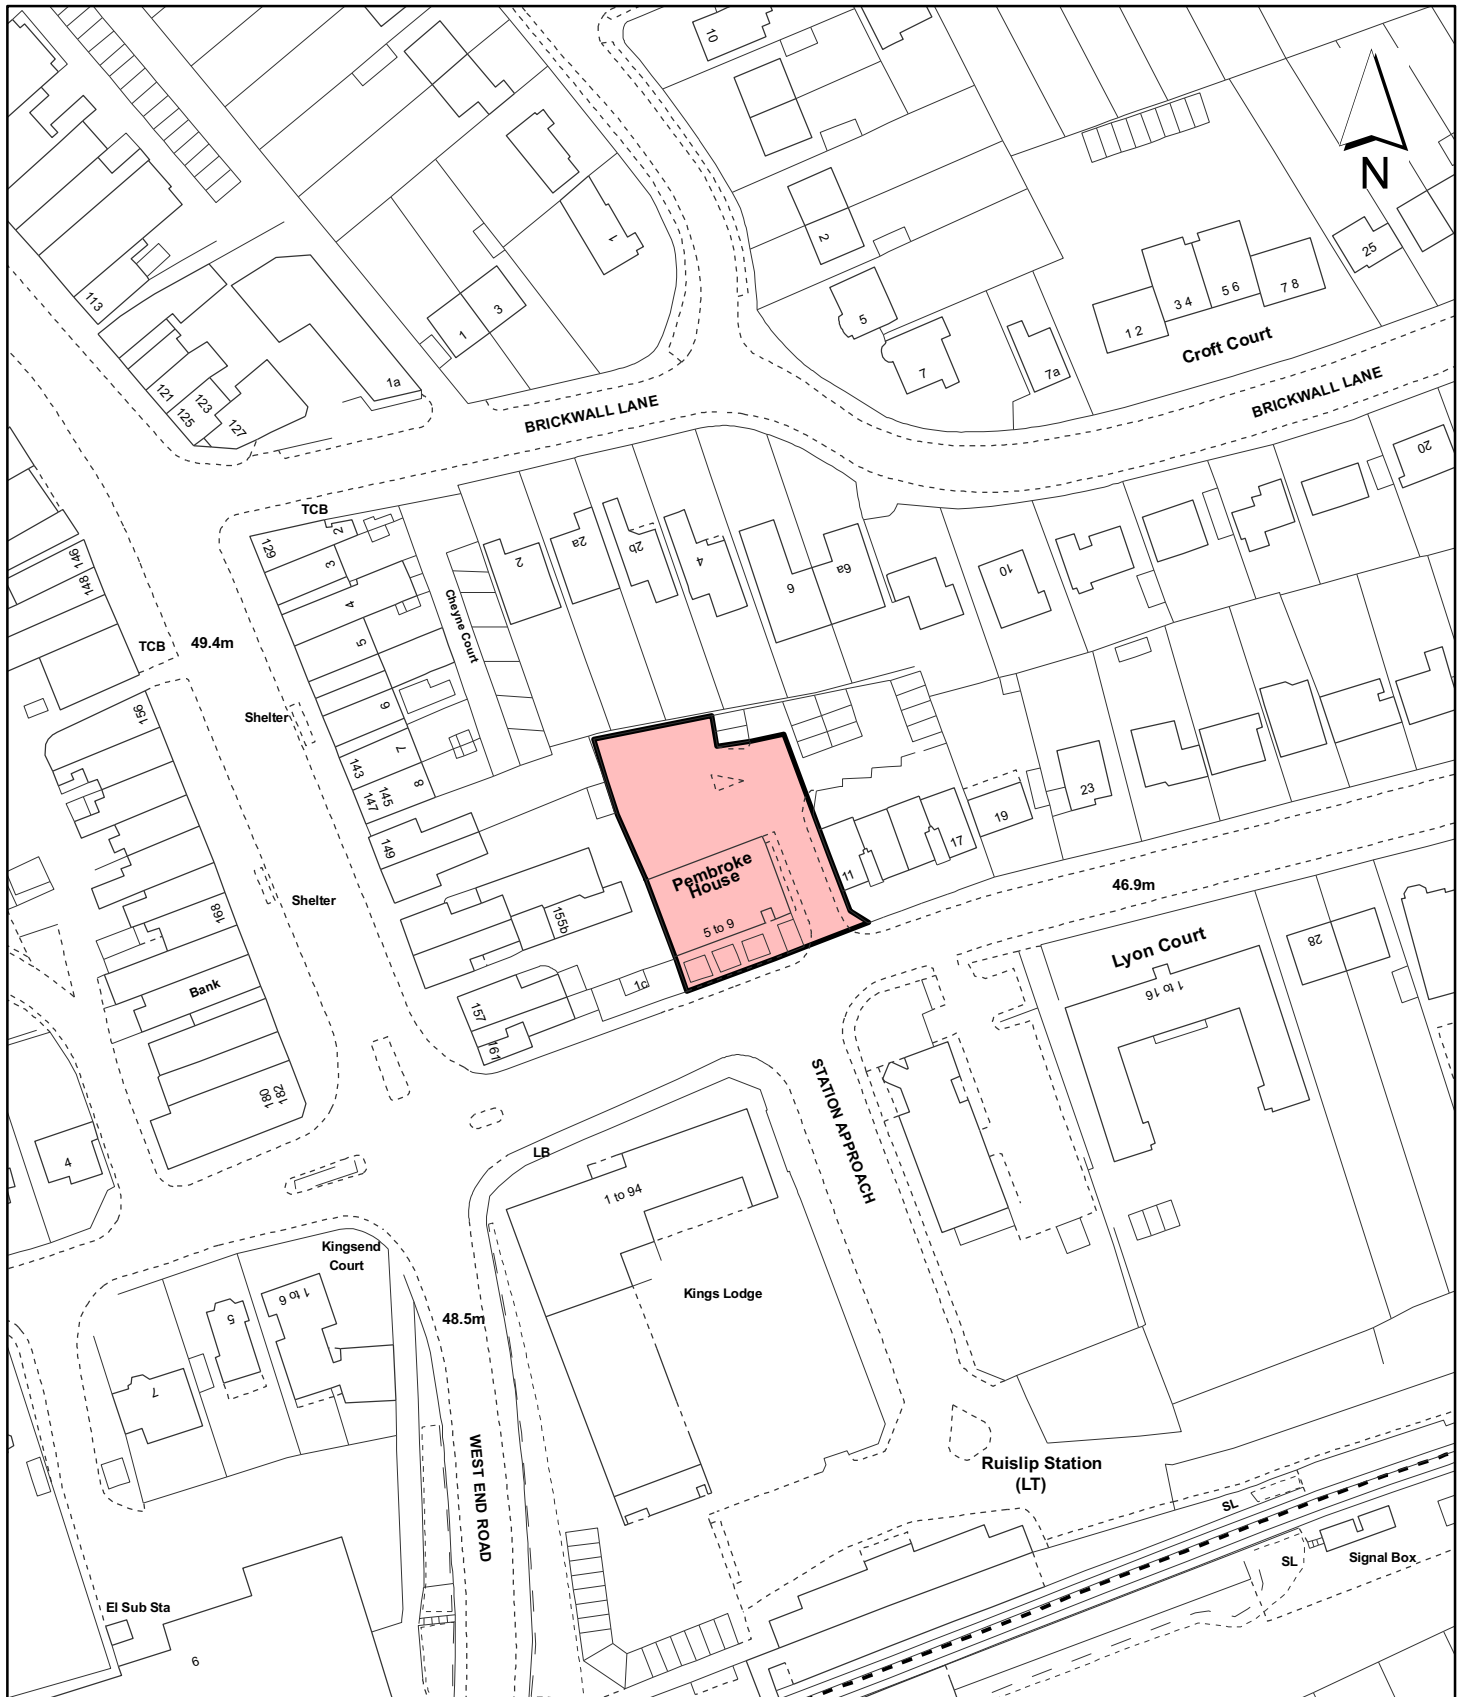 10
N
1
2
25
113
3
1
5
3 4
5 6
7 8
1 2
Croft Court
7
7a
1a
121
123
125
127
BRICKWALL LANE
BRICKWALL LANE
20
TCB
129
2
3
4
5
6
7
8
Cheyne Court
2
2a
2b
4
6
6a
10
146
148
TCB
49.4m
156
Shelter
143
145
147
149
Pembroke
House
5 to 9
11
17
19
23
46.9m
Shelter
168
155b
Bank
157
161
1c
Lyon Court
1 to 16
28
180
182
4
LB
1 to 94
STATION APPROACH
Kingsend
Court
1 to 6
5
7
48.5m
Kings Lodge
WEST END ROAD
Ruislip Station
(LT)
SL
SL
Signal Box
El Sub Sta
6